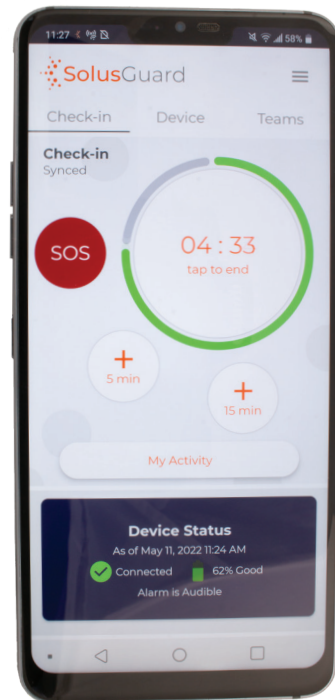 11:27
58%
SolusGuard
Check-in Device Teams
Check-in
Synced
SOS
04 : 33
tap to end
+
5 min
+
15 min
My Activity
Device Status
As of May 11, 2022 11:24 AM
Connected 62% Good
Alarm is Audible